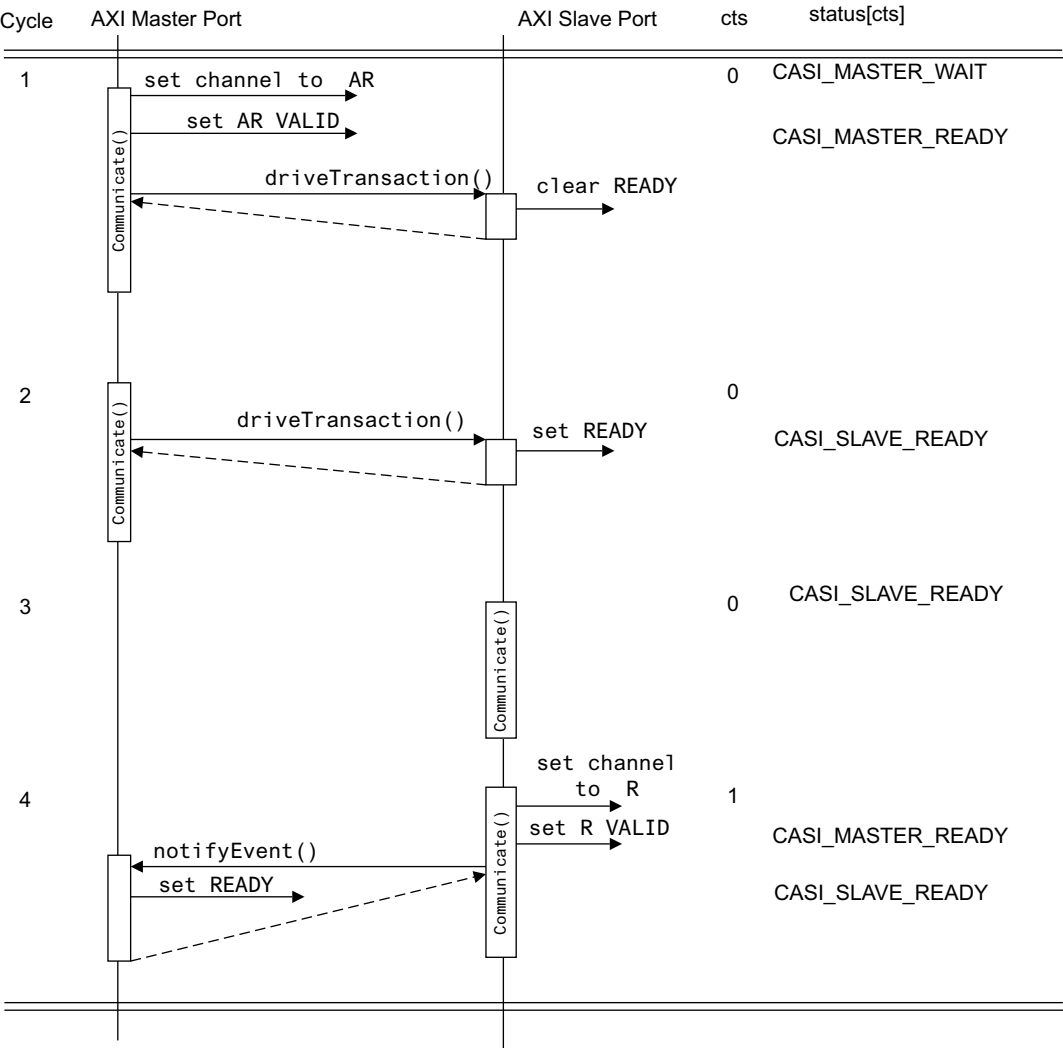 Cycle AXI Master Port AXI Slave Port cts status[cts]
1 set channel to AR 0 CASI_MASTER_WAIT
set AR VALID CASI_MASTER_READY
driveTransaction() clear READY
Communicate()
2 driveTransaction() set READY 0 CASI_SLAVE_READY
Communicate()
3 0 CASI_SLAVE_READY
Communicate()
set channel
4 to R 1
set R VALID CASI_MASTER_READY
notifyEvent()
set READY CASI_SLAVE_READY
Communicate()